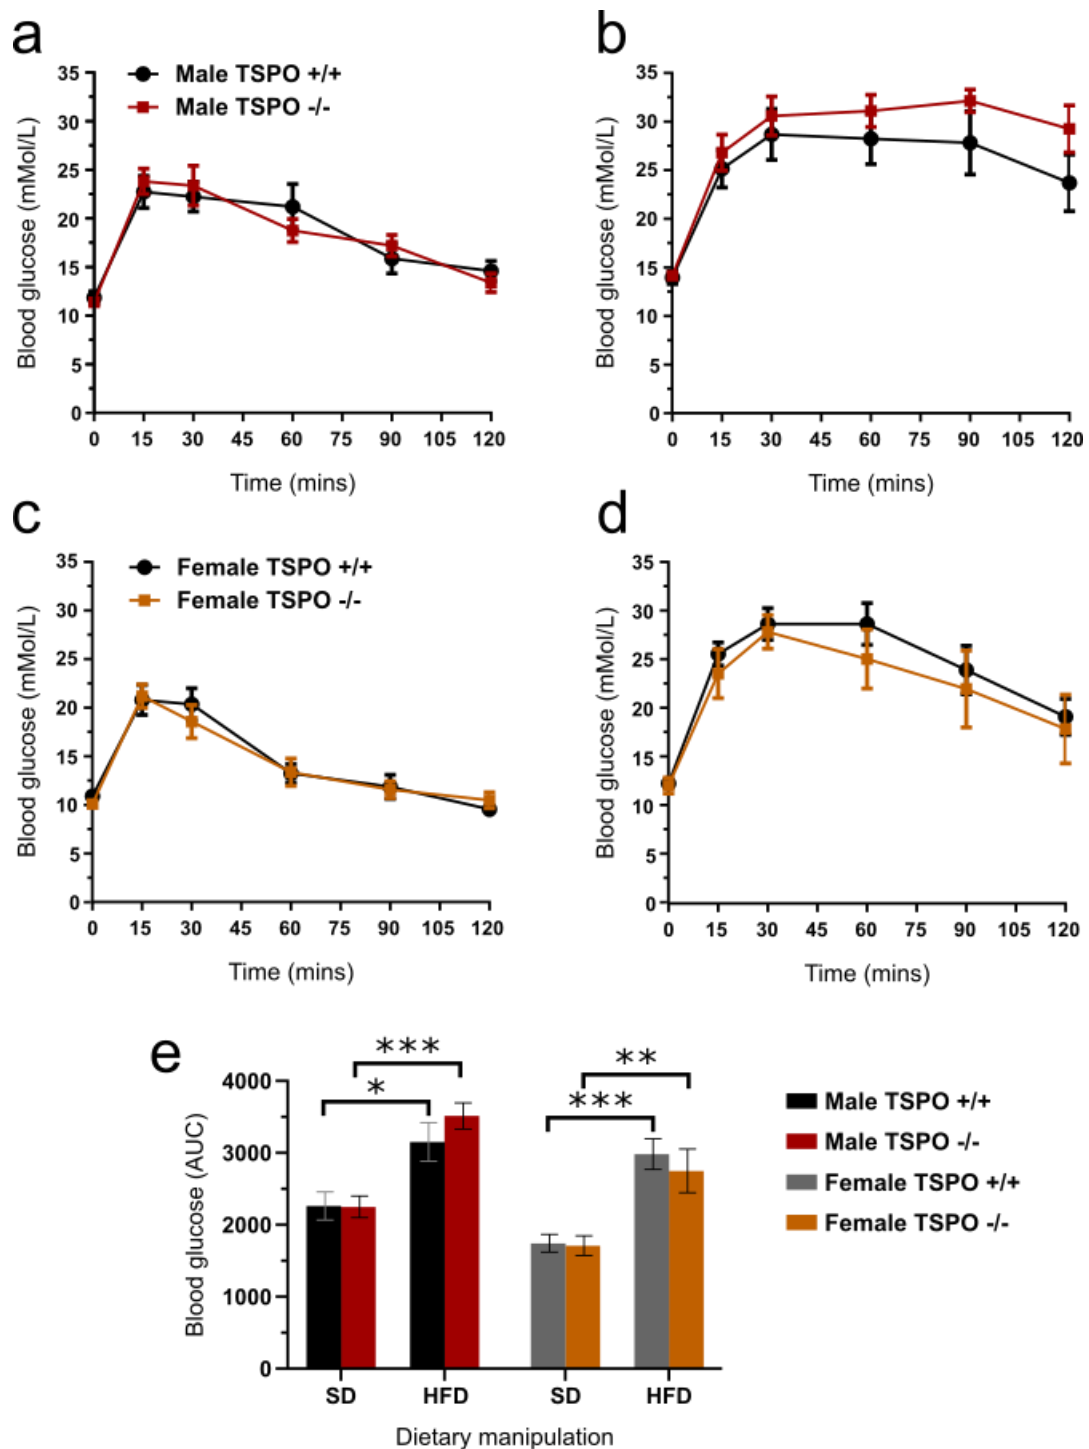 a
b
Male TSPO +/+
Male TSPO -/-
Blood glucose (mMol/L)
35
30
25
20
15
10
5
0
0 15 30 45 60 75 90 105 120
Time (mins)
Blood glucose (mMol/L)
35
30
25
20
15
10
5
0
0 15 30 45 60 75 90 105 120
Time (mins)
c
d
Female TSPO +/+
Female TSPO -/-
Blood glucose (mMol/L)
35
30
25
20
15
10
5
0
0 15 30 45 60 75 90 105 120
Time (mins)
Blood glucose (mMol/L)
35
30
25
20
15
10
5
0
0 15 30 45 60 75 90 105 120
Time (mins)
e
Blood glucose (AUC)
4000
3000
2000
1000
0
***
*
**
***
SD HFD SD HFD
Dietary manipulation
Male TSPO +/+
Male TSPO -/-
Female TSPO +/+
Female TSPO -/-